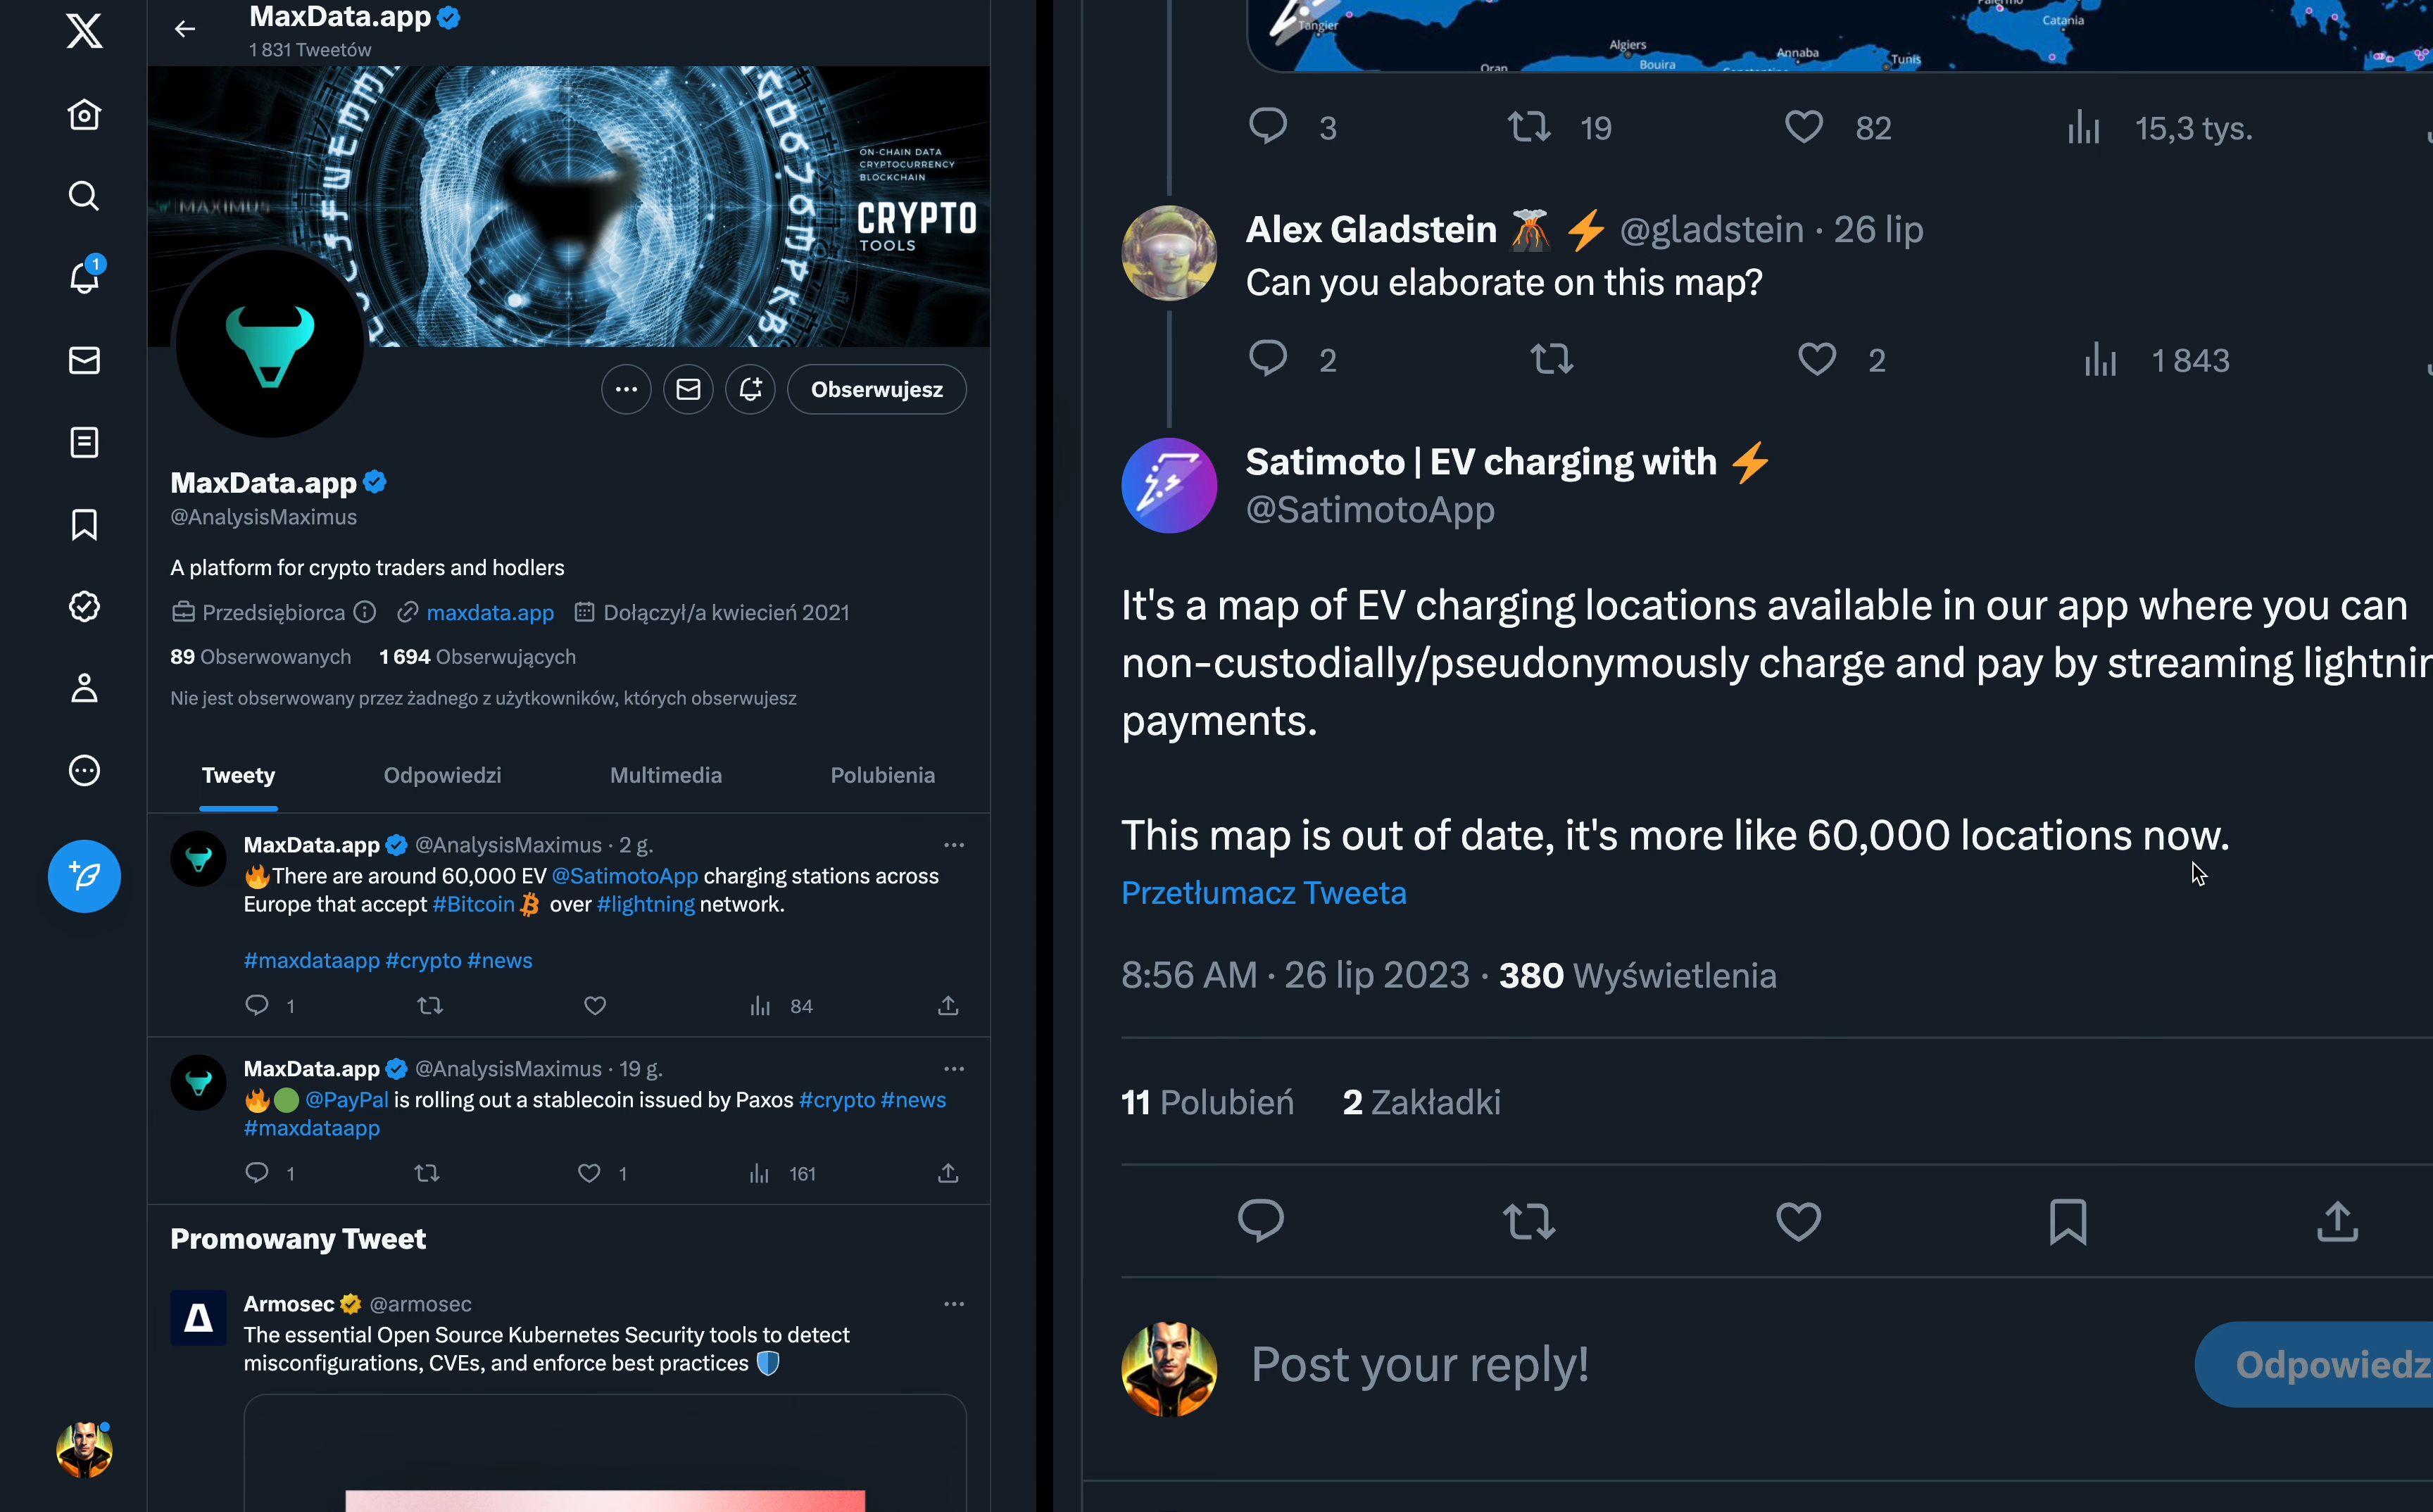 MaxData.app
1 831 Tweetów
MAXIMUS
ON-CHAIN DATA
CRYPTOCURRENCY
BLOCKCHAIN
CRYPTO
TOOLS
1
Obserwujesz
MaxData.app
@AnalysisMaximus
A platform for crypto traders and hodlers
Przedsiębiorca maxdata.app Dołączył/a kwiecień 2021
89 Obserwowanych 1 694 Obserwujących
Nie jest obserwowany przez żadnego z użytkowników, których obserwujesz
Tweety Odpowiedzi Multimedia Polubienia
MaxData.app @AnalysisMaximus · 2 g.
🔥There are around 60,000 EV @SatimotoApp charging stations across
Europe that accept #Bitcoin over #lightning network.
#maxdataapp #crypto #news
1 84
MaxData.app @AnalysisMaximus · 19 g.
🔥🟢 @PayPal is rolling out a stablecoin issued by Paxos #crypto #news
#maxdataapp
1 1 161
Promowany Tweet
Armosec @armosec
The essential Open Source Kubernetes Security tools to detect
misconfigurations, CVEs, and enforce best practices 🛡️
Catania
Tangier
Algiers
Annaba
Tunis
Bouira
Oran
3 19 82 15,3 tys.
Alex Gladstein 🌋 ⚡ @gladstein · 26 lip
Can you elaborate on this map?
2 2 1 843
Satimoto | EV charging with ⚡
@SatimotoApp
It's a map of EV charging locations available in our app where you can
non-custodially/pseudonymously charge and pay by streaming lightnin
payments.
This map is out of date, it's more like 60,000 locations now.
Przetłumacz Tweeta
8:56 AM · 26 lip 2023 · 380 Wyświetlenia
11 Polubień 2 Zakładki
Post your reply!
Odpowiedz